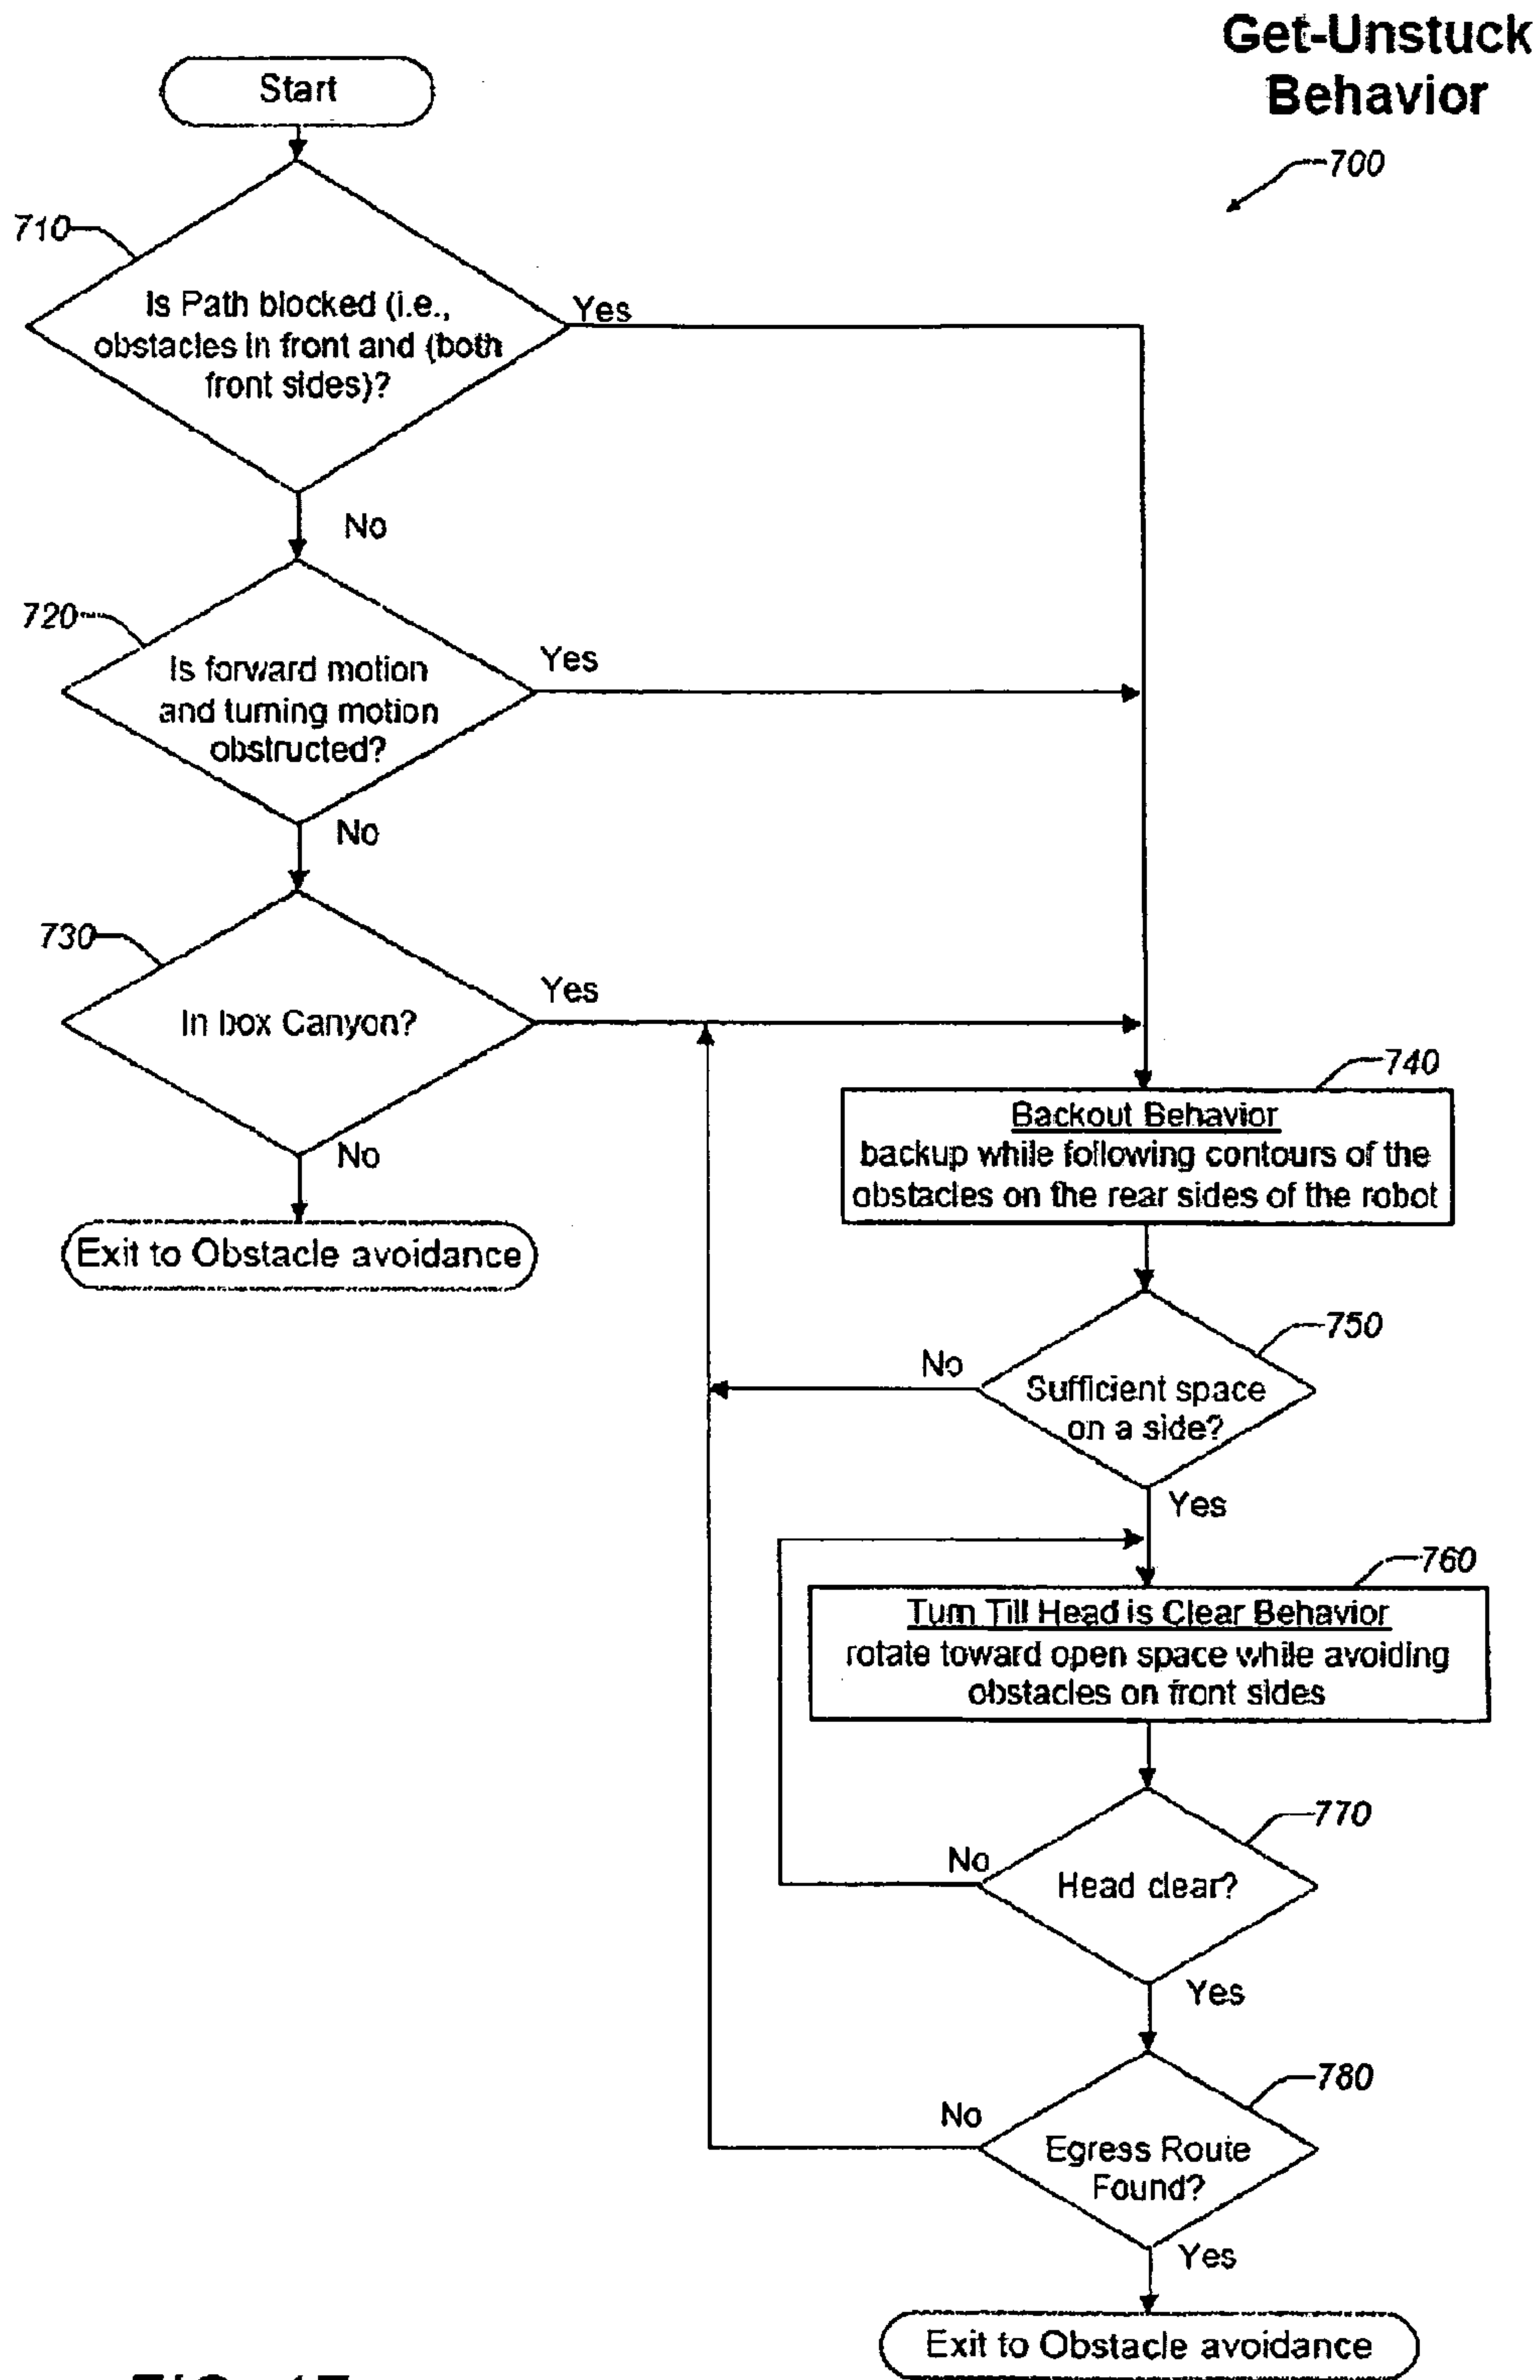 Get-Unstuck
Behavior
700
Start
710
Is Path blocked (i.e.,
obstacles in front and (both
front sides)?
Yes
No
720
Is forward motion
and turning motion
obstructed?
Yes
No
730
In box Canyon?
Yes
No
Exit to Obstacle avoidance
740
Backout Behavior
backup while following contours of the
obstacles on the rear sides of the robot
750
Sufficient space
on a side?
No
Yes
760
Turn Till Head is Clear Behavior
rotate toward open space while avoiding
obstacles on front sides
770
Head clear?
No
Yes
780
Egress Route
Found?
No
Yes
Exit to Obstacle avoidance